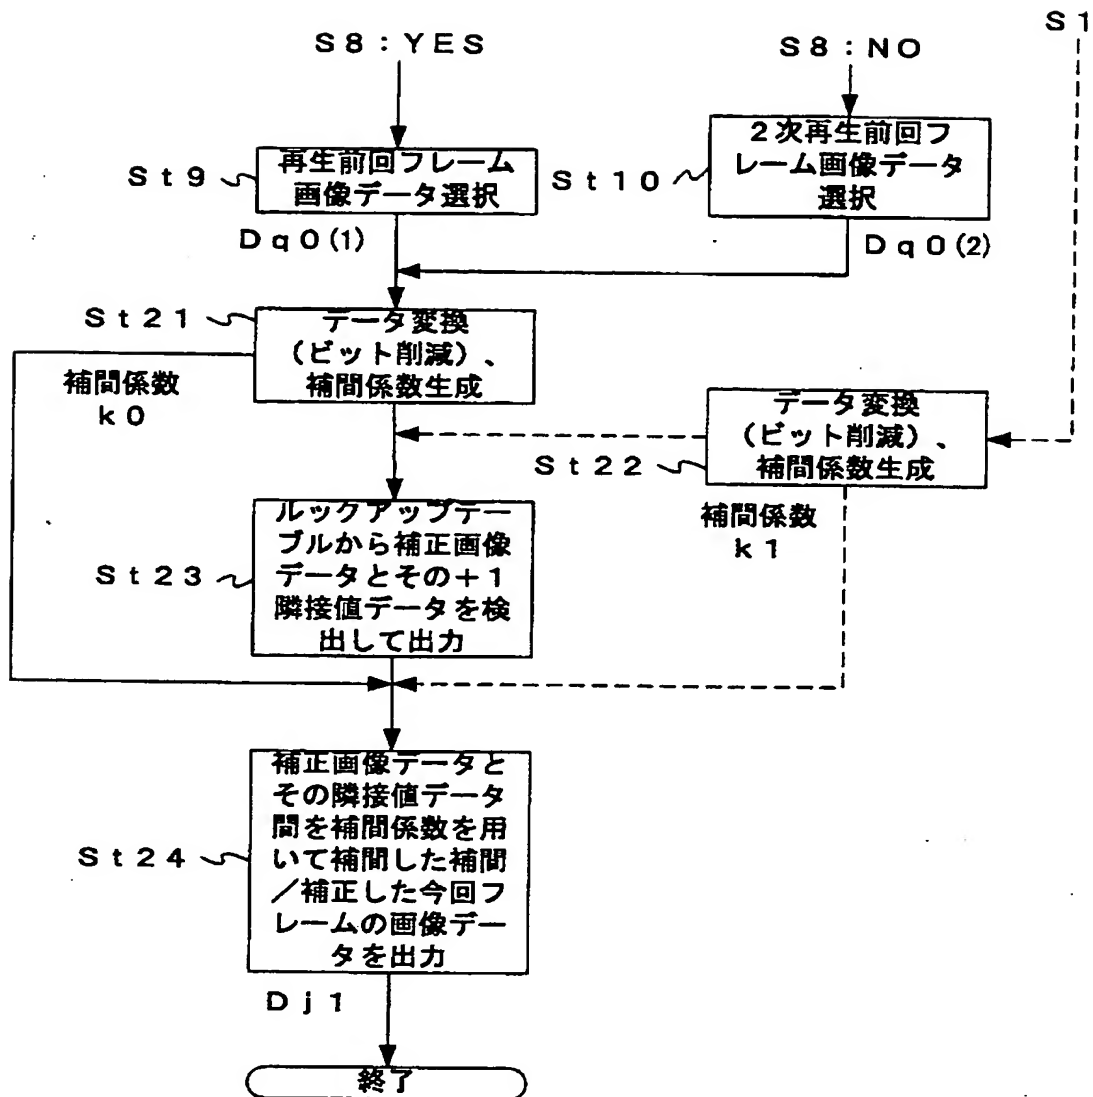 S1
S8:YES
S8:NO
St9
再生前回フレーム
画像データ選択
St10
2次再生前回フ
レーム画像データ
選択
Dq0(1)
Dq0(2)
St21
データ変換
(ビット削減)、
補間係数生成
補間係数
k0
データ変換
(ビット削減)、
補間係数生成
St22
補間係数
k1
St23
ルックアップテー
ブルから補正画像
データとその+1
隣接値データを検
出して出力
St24
補正画像データと
その隣接値データ
間を補間係数を用
いて補間した補間
/補正した今回フ
レームの画像デー
タを出力
Dj1
終了